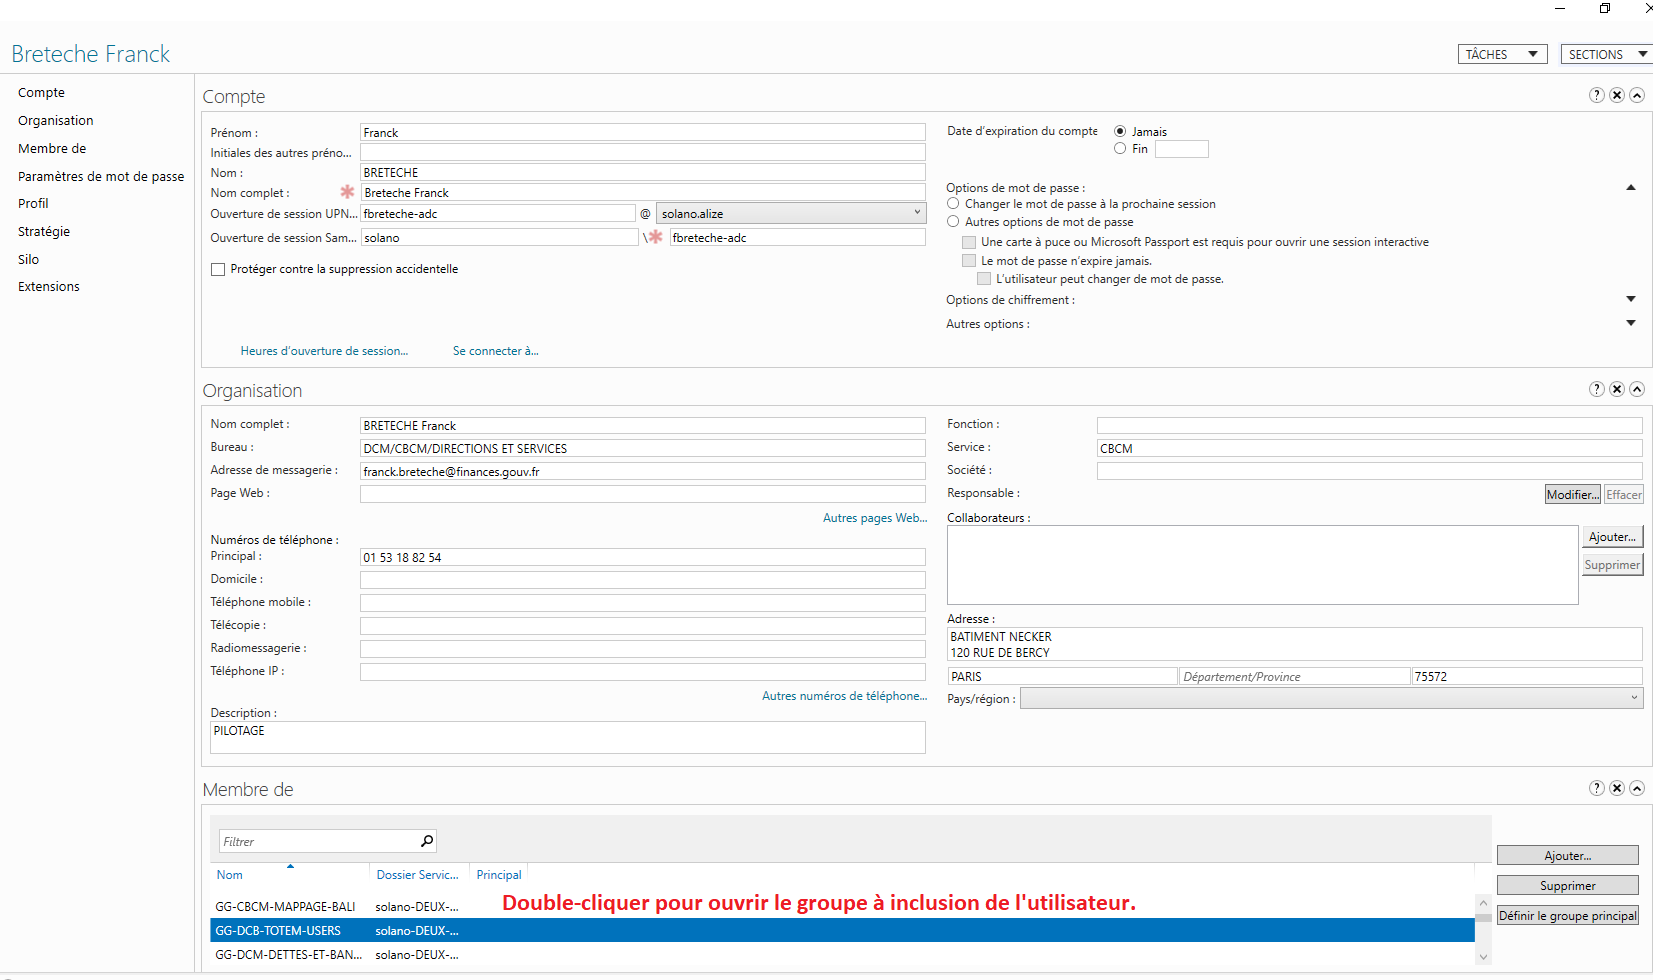 Breteche Franck
TÂCHES
SECTIONS
Compte
Organisation
Membre de
Paramètres de mot de passe
Profil
Stratégie
Silo
Extensions
Compte
?
Prénom :
Franck
Initiales des autres préno...
Nom :
BRETECHE
Nom complet :
Breteche Franck
Ouverture de session UPN...
fbreteche-adc
@
solano.alize
Ouverture de session Sam...
solano
\
fbreteche-adc
Protéger contre la suppression accidentelle
Heures d'ouverture de session...
Se connecter à...
Date d'expiration du compte
Jamais
Fin
Options de mot de passe :
Changer le mot de passe à la prochaine session
Autres options de mot de passe
Une carte à puce ou Microsoft Passport est requis pour ouvrir une session interactive
Le mot de passe n'expire jamais.
L'utilisateur peut changer de mot de passe.
Options de chiffrement :
Autres options :
Organisation
?
Nom complet :
BRETECHE Franck
Bureau :
DCM/CBCM/DIRECTIONS ET SERVICES
Adresse de messagerie :
franck.breteche@finances.gouv.fr
Page Web :
Autres pages Web...
Numéros de téléphone :
Principal :
01 53 18 82 54
Domicile :
Téléphone mobile :
Télécopie :
Radiomessagerie :
Téléphone IP :
Autres numéros de téléphone...
Description :
PILOTAGE
Fonction :
Service :
CBCM
Société :
Responsable :
Modifier...
Effacer
Collaborateurs :
Ajouter...
Supprimer
Adresse :
BATIMENT NECKER
120 RUE DE BERCY
PARIS
Département/Province
75572
Pays/région :
Membre de
?
Filtrer
Nom
Dossier Servic...
Principal
Double-cliquer pour ouvrir le groupe à inclusion de l'utilisateur.
GG-CBCM-MAPPAGE-BALI
solano-DEUX-...
GG-DCB-TOTEM-USERS
solano-DEUX-...
GG-DCM-DETTES-ET-BAN...
solano-DEUX-...
Ajouter...
Supprimer
Définir le groupe principal